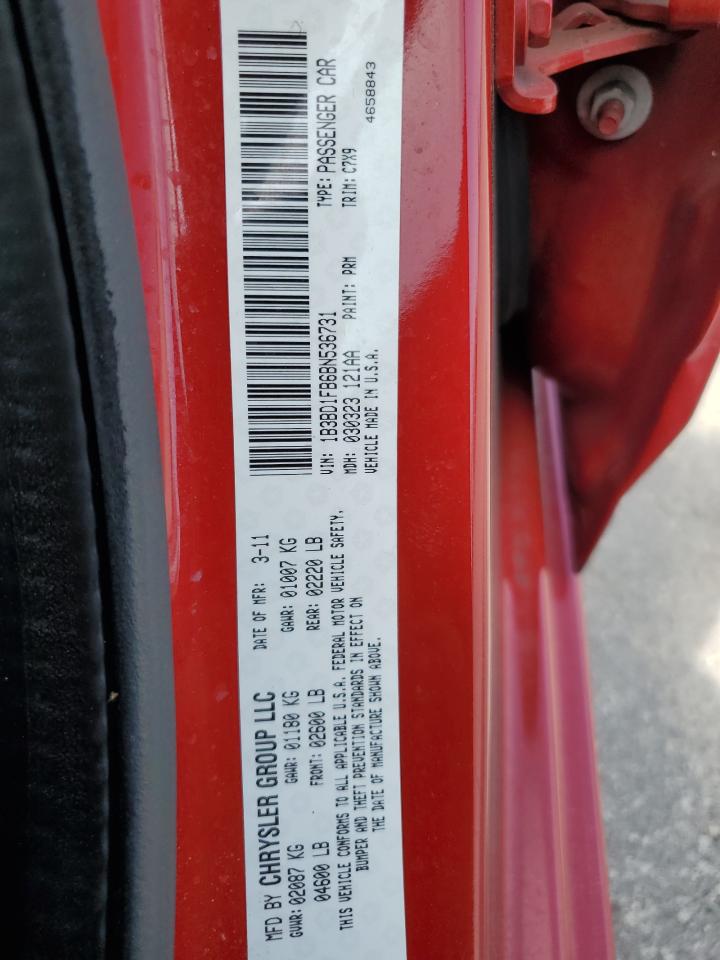 MFD BY CHRYSLER GROUP LLC DATE OF MFR: 3-11
GVWR: 02087 KG GAWR: 01180 KG GAWR: 01007 KG
04600 LB FRONT: 02600 LB REAR: 02220 LB
THIS VEHICLE CONFORMS TO ALL APPLICABLE U.S.A. FEDERAL MOTOR VEHICLE SAFETY,
BUMPER AND THEFT PREVENTION STANDARDS IN EFFECT ON
THE DATE OF MANUFACTURE SHOWN ABOVE.
VIN: 1B3BD1FB6BN536731 TYPE: PASSENGER CAR
MDH: 030323 121AA PAINT: PRM TRIM: C7X9
VEHICLE MADE IN U.S.A. 4658843